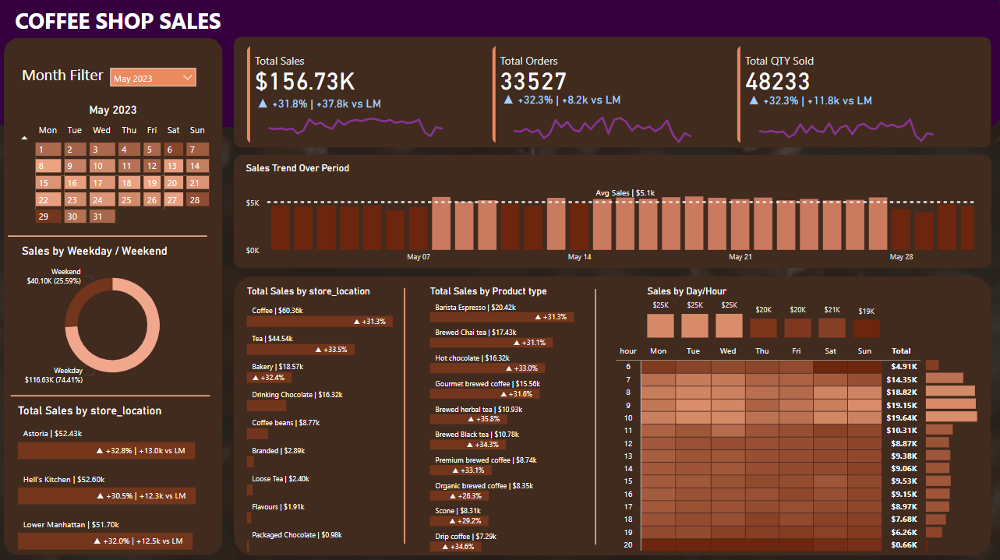 COFFEE SHOP SALES
Month Filter
May 2023
May 2023
Mon Tue Wed Thu Fri Sat Sun
1 2 3 4 5 6 7
8 9 10 11 12 13 14
15 16 17 18 19 20 21
22 23 24 25 26 27 28
29 30 31
Sales by Weekday / Weekend
Weekend
$40.10K (25.59%)
Weekday
$116.63K (74.41%)
Total Sales by store_location
Astoria | $52.43k
▲ +32.8% | +13.0k vs LM
Hell's Kitchen | $52.60k
▲ +30.5% | +12.3k vs LM
Lower Manhattan | $51.70k
▲ +32.0% | +12.5k vs LM
Total Sales
$156.73K
▲ +31.8% | +37.8k vs LM
Total Orders
33527
▲ +32.3% | +8.2k vs LM
Total QTY Sold
48233
▲ +32.3% | +11.8k vs LM
Sales Trend Over Period
Avg Sales | $5.1k
$5K
$0K
May 07 May 14 May 21 May 28
Total Sales by store_location
Coffee | $60.36k
▲ +31.3%
Tea | $44.54k
▲ +33.5%
Bakery | $18.57k
▲ +32.4%
Drinking Chocolate | $16.32k
Coffee beans | $8.77k
Branded | $2.89k
Loose Tea | $2.40k
Flavours | $1.91k
Packaged Chocolate | $0.98k
Total Sales by Product type
Barista Espresso | $20.42k
▲ +31.3%
Brewed Chai tea | $17.43k
▲ +31.1%
Hot chocolate | $16.32k
▲ +33.0%
Gourmet brewed coffee | $15.56k
▲ +31.6%
Brewed herbal tea | $10.93k
▲ +35.8%
Brewed Black tea | $10.78k
▲ +34.3%
Premium brewed coffee | $8.74k
▲ +33.1%
Organic brewed coffee | $8.35k
▲ +26.3%
Scone | $8.31k
▲ +29.2%
Drip coffee | $7.29k
▲ +34.6%
Sales by Day/Hour
$25K $25K $25K $20K $20K $21K $19K
hour Mon Tue Wed Thu Fri Sat Sun Total
6 $4.91K
7 $14.35K
8 $18.82K
9 $19.15K
10 $19.64K
11 $10.31K
12 $8.87K
13 $9.38K
14 $9.06K
15 $9.53K
16 $9.15K
17 $8.97K
18 $7.68K
19 $6.26K
20 $0.66K